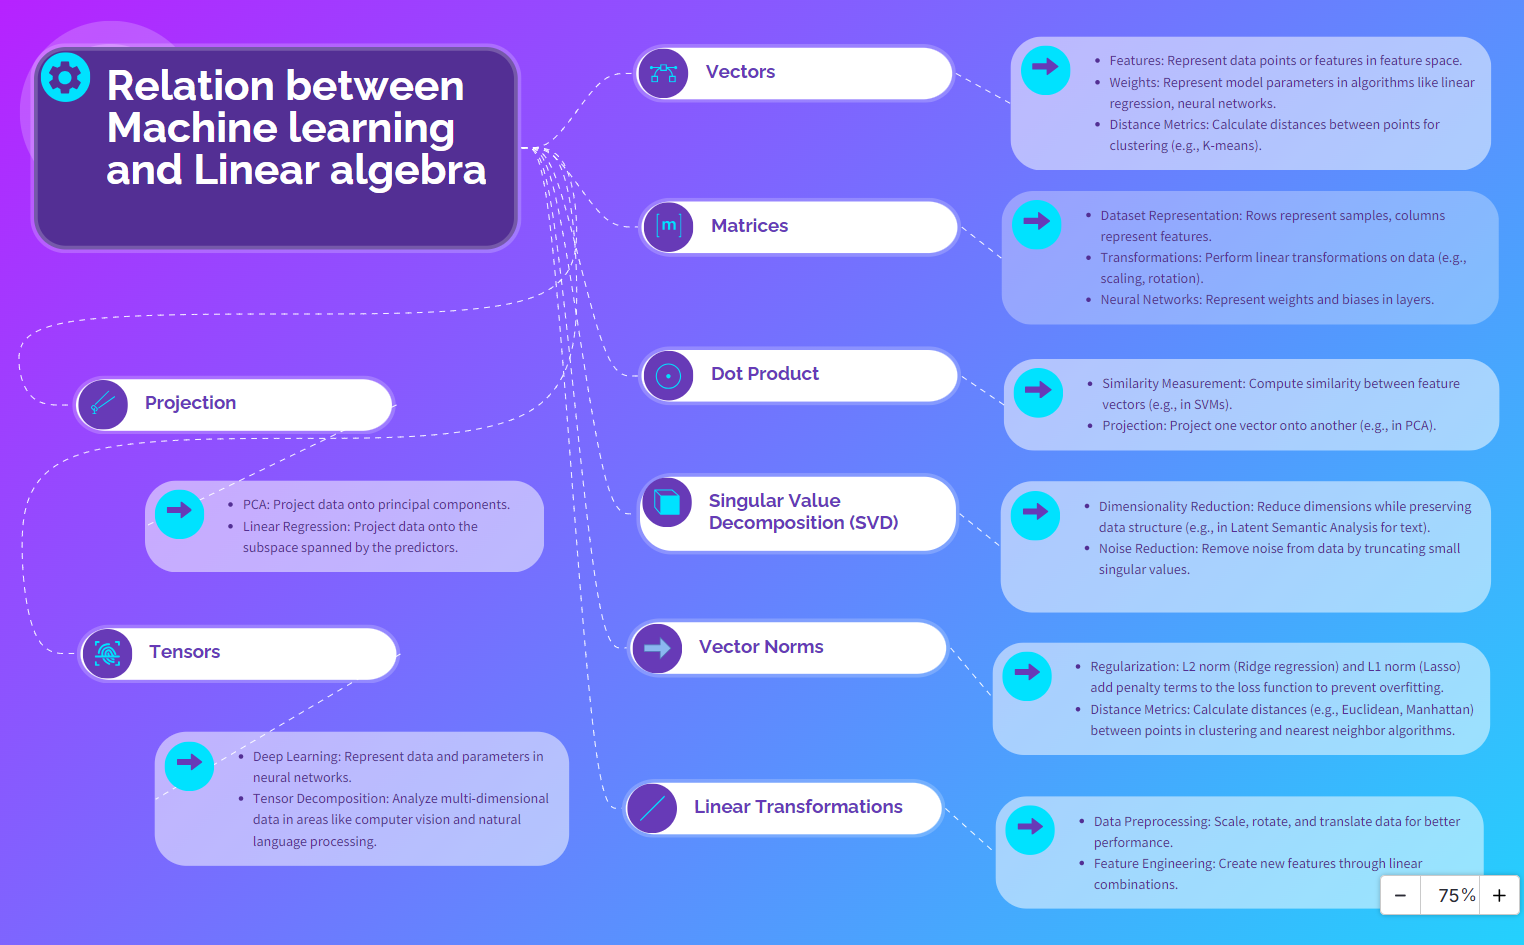 Relation between
Machine learning
and Linear algebra
Vectors
• Features: Represent data points or features in feature space.
• Weights: Represent model parameters in algorithms like linear
regression, neural networks.
• Distance Metrics: Calculate distances between points for
clustering (e.g., K-means).
[m]
Matrices
• Dataset Representation: Rows represent samples, columns
represent features.
• Transformations: Perform linear transformations on data (e.g.,
scaling, rotation).
• Neural Networks: Represent weights and biases in layers.
Dot Product
• Similarity Measurement: Compute similarity between feature
vectors (e.g., in SVMs).
• Projection: Project one vector onto another (e.g., in PCA).
Singular Value
Decomposition (SVD)
• Dimensionality Reduction: Reduce dimensions while preserving
data structure (e.g., in Latent Semantic Analysis for text).
• Noise Reduction: Remove noise from data by truncating small
singular values.
Vector Norms
• Regularization: L2 norm (Ridge regression) and L1 norm (Lasso)
add penalty terms to the loss function to prevent overfitting.
• Distance Metrics: Calculate distances (e.g., Euclidean, Manhattan)
between points in clustering and nearest neighbor algorithms.
Linear Transformations
• Data Preprocessing: Scale, rotate, and translate data for better
performance.
• Feature Engineering: Create new features through linear
combinations.
Projection
• PCA: Project data onto principal components.
• Linear Regression: Project data onto the
subspace spanned by the predictors.
Tensors
• Deep Learning: Represent data and parameters in
neural networks.
• Tensor Decomposition: Analyze multi-dimensional
data in areas like computer vision and natural
language processing.
− 75% +